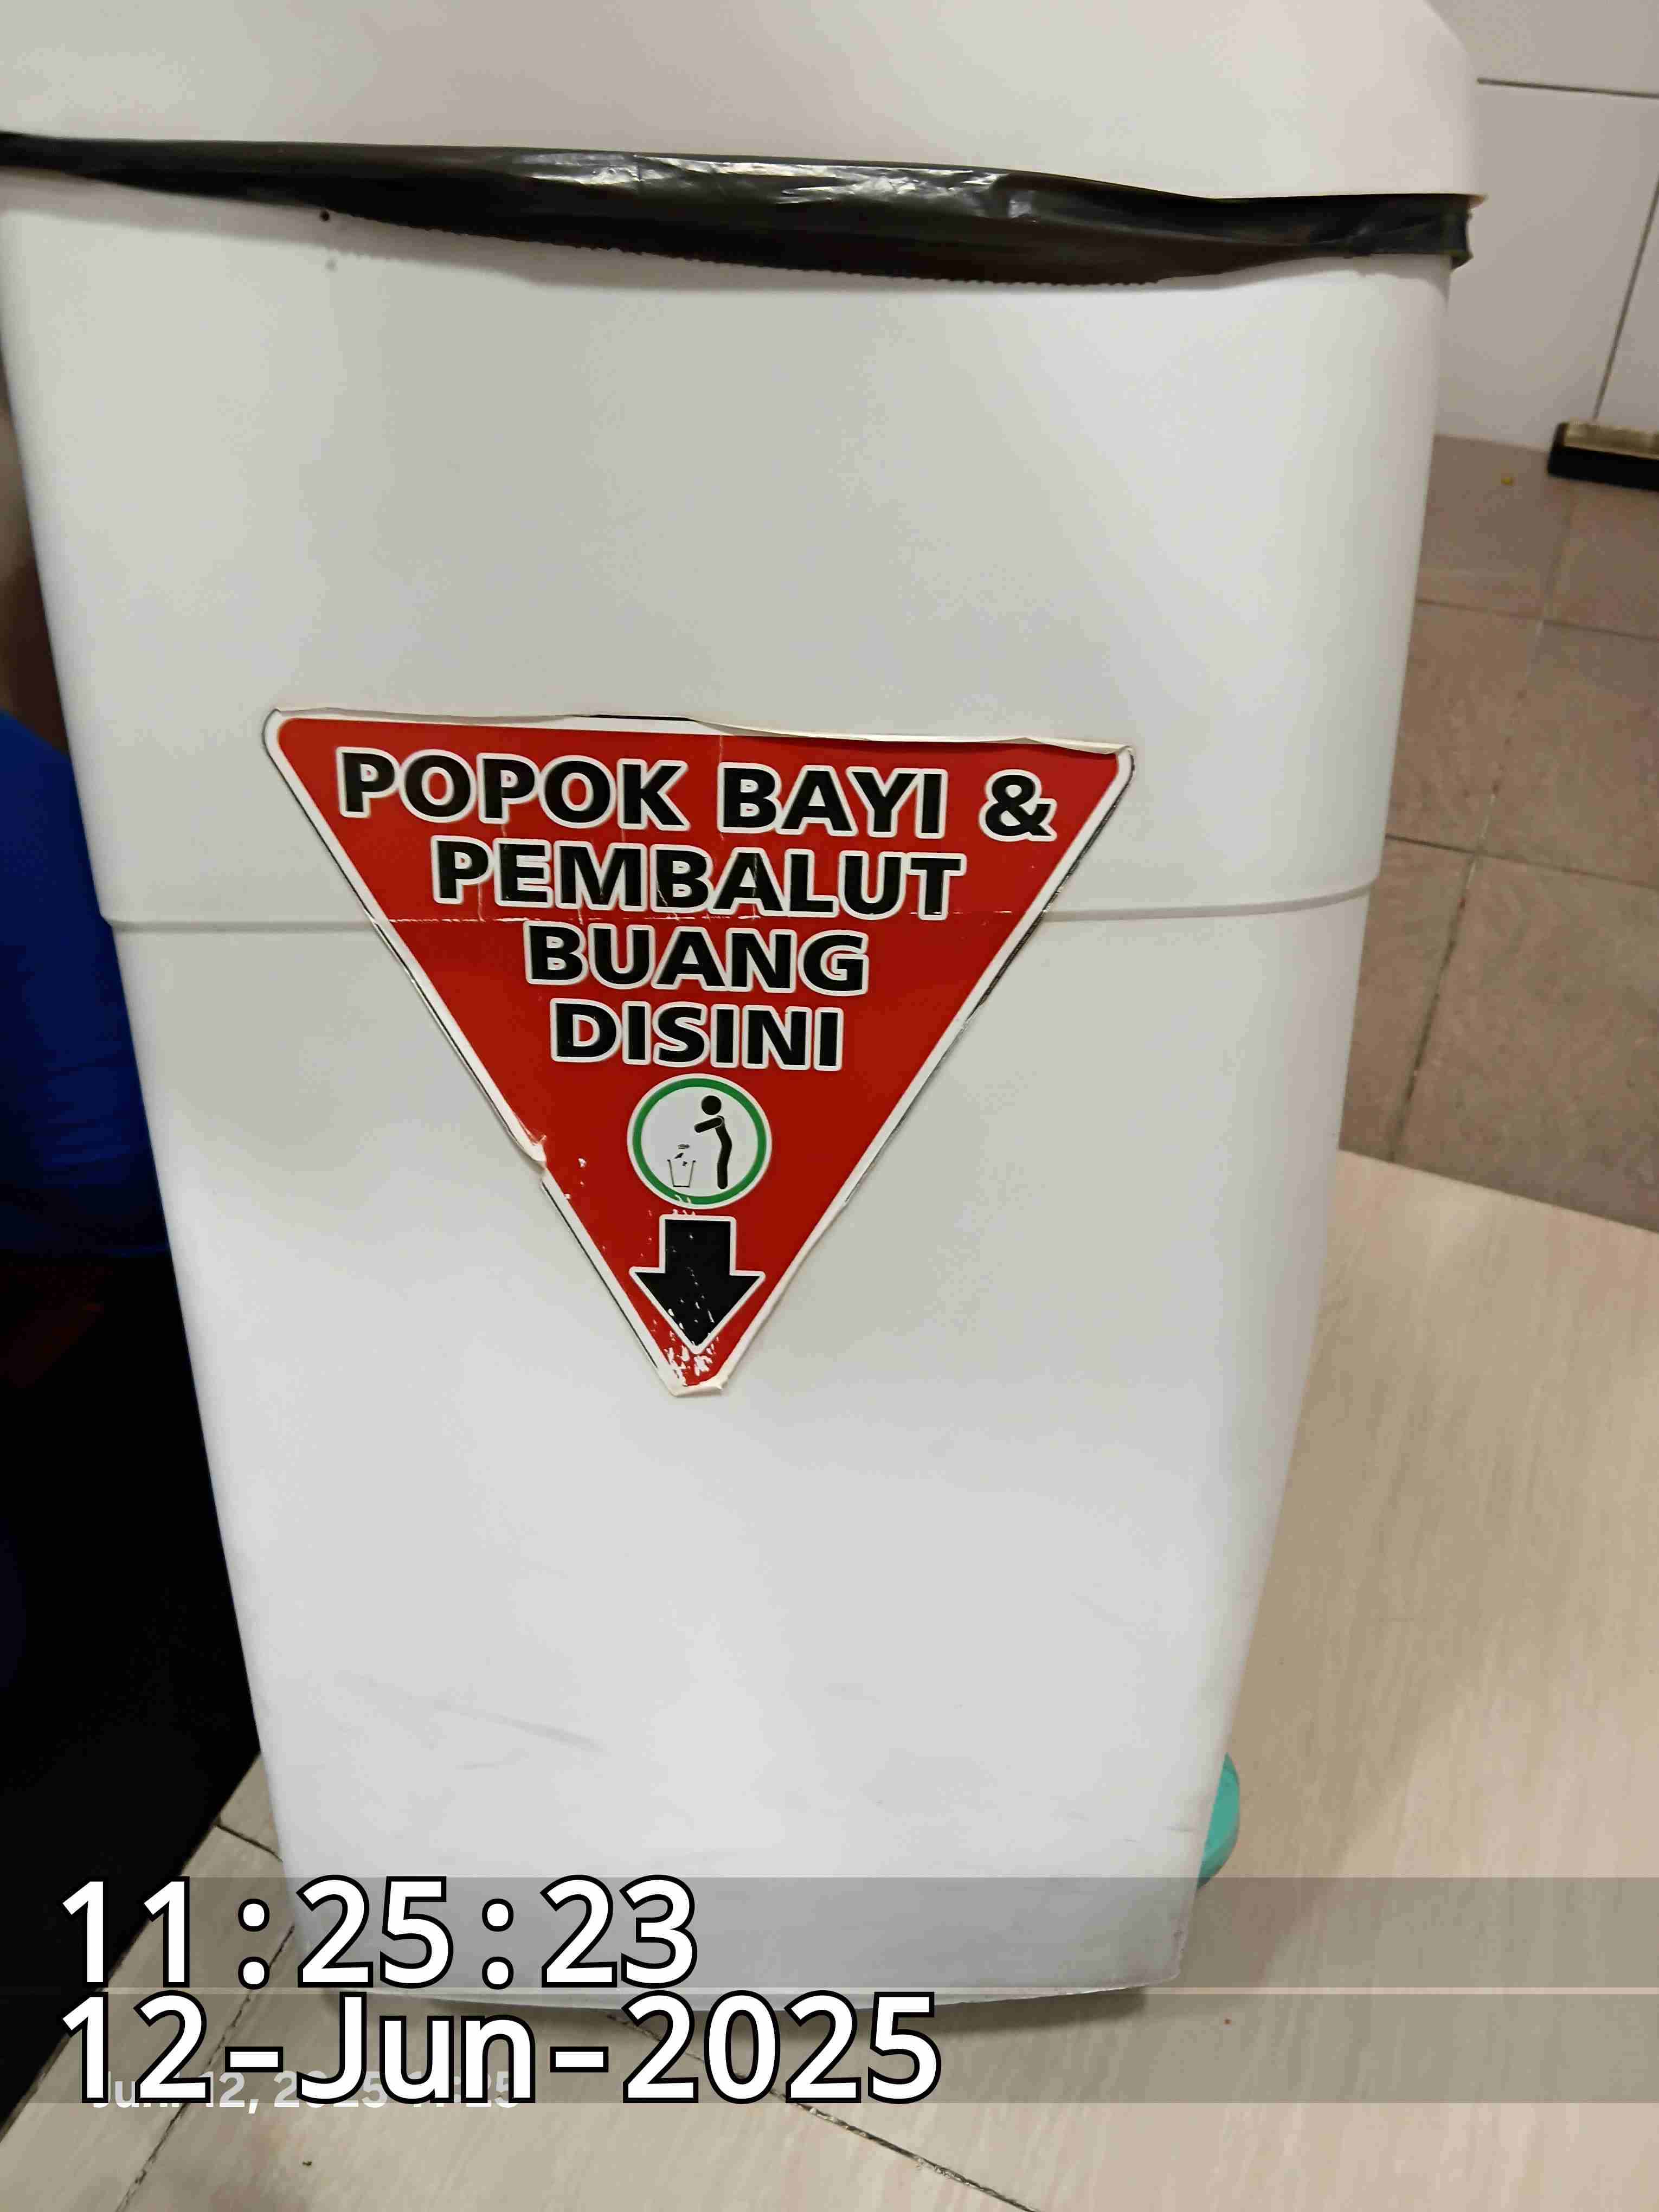 POPOK BAYI &
PEMBALUT
BUANG
DISINI
11:25:23
12-Jun-2025